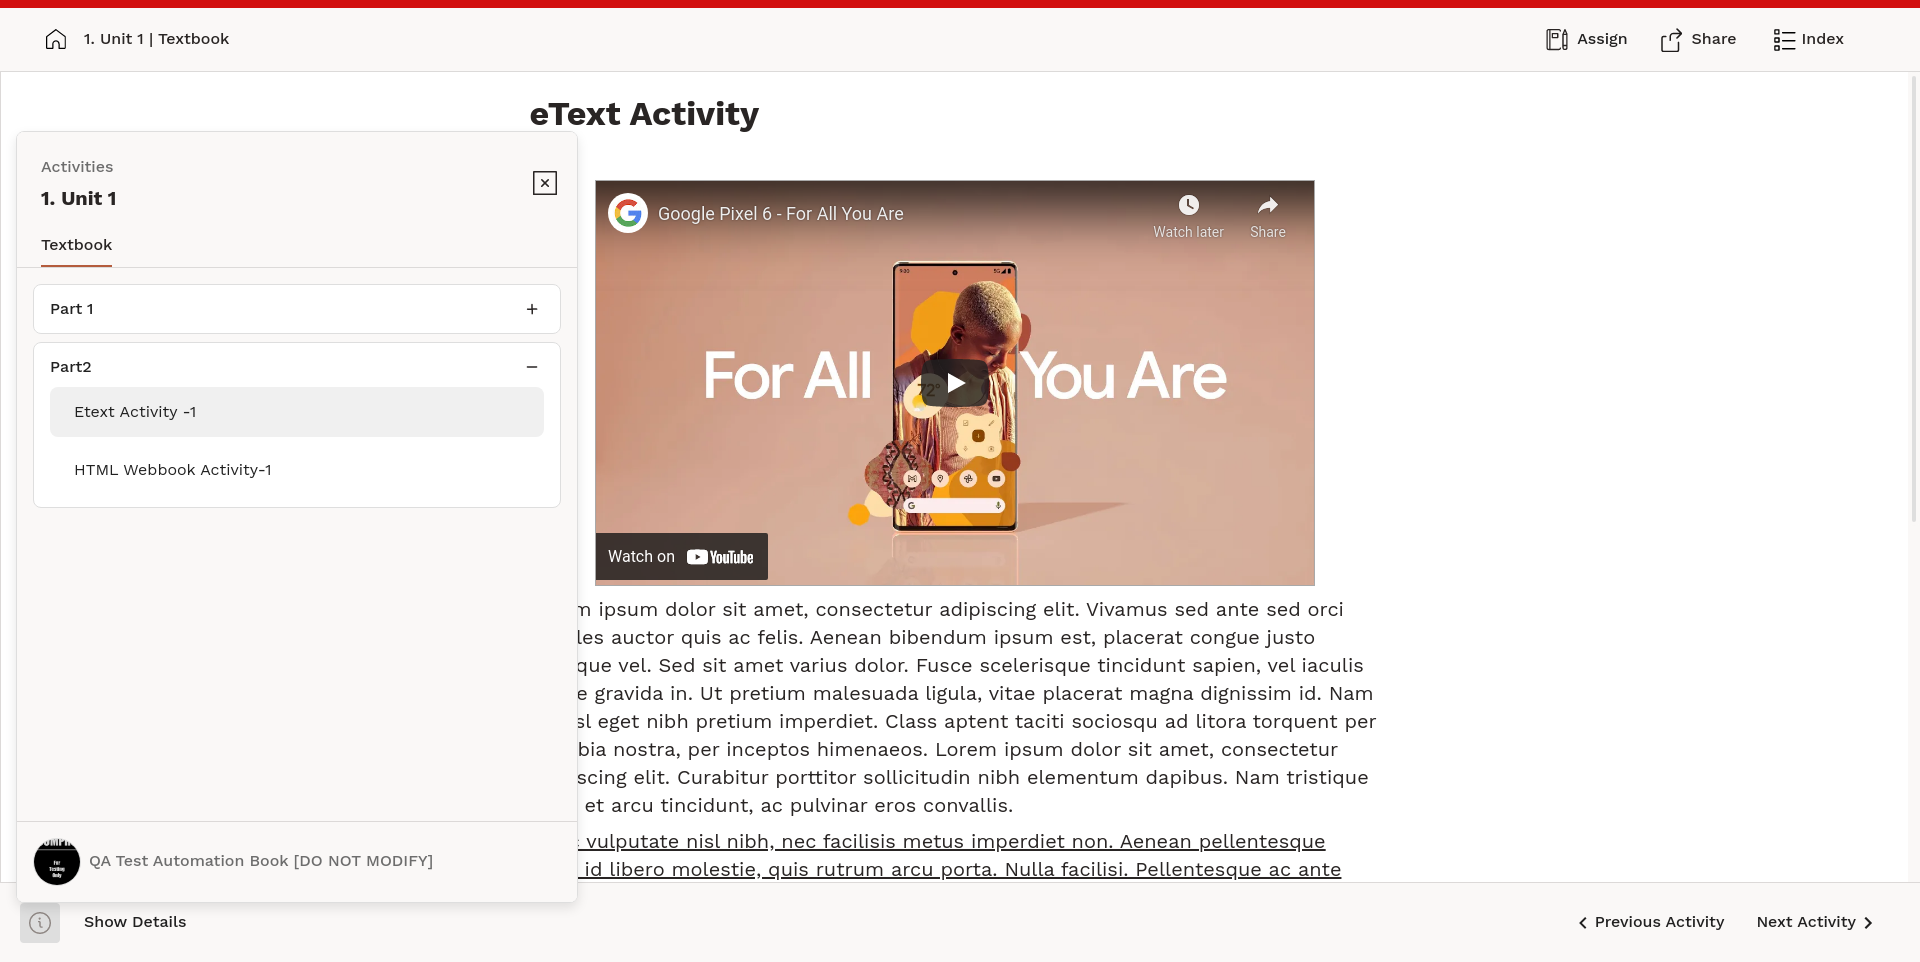 1. Unit 1 | Textbook
Assign
Share
Index
eText Activity
Activities
1. Unit 1
Textbook
Part 1
Part2
Etext Activity -1
HTML Webbook Activity-1
QA Test Automation Book [DO NOT MODIFY]
For
Testing
Only
Google Pixel 6 - For All You Are
Watch later
Share
9:00
5G
For All You Are
72°
Watch on YouTube
ipsum dolor sit amet, consectetur adipiscing elit. Vivamus sed ante sed orci
les auctor quis ac felis. Aenean bibendum ipsum est, placerat congue justo
que vel. Sed sit amet varius dolor. Fusce scelerisque tincidunt sapien, vel iaculis
e gravida in. Ut pretium malesuada ligula, vitae placerat magna dignissim id. Nam
sl eget nibh pretium imperdiet. Class aptent taciti sociosqu ad litora torquent per
bia nostra, per inceptos himenaeos. Lorem ipsum dolor sit amet, consectetur
scing elit. Curabitur porttitor sollicitudin nibh elementum dapibus. Nam tristique
et arcu tincidunt, ac pulvinar eros convallis.
vulputate nisl nibh, nec facilisis metus imperdiet non. Aenean pellentesque
id libero molestie, quis rutrum arcu porta. Nulla facilisi. Pellentesque ac ante
Show Details
Previous Activity
Next Activity